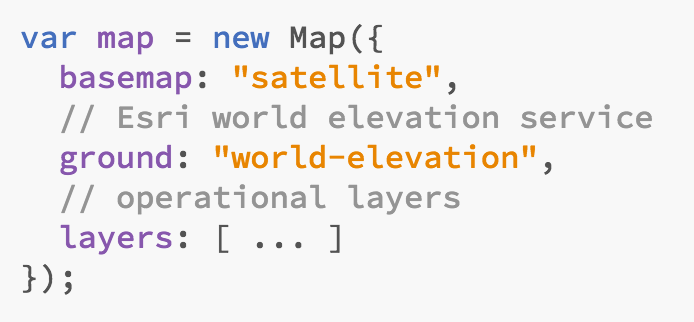 var map = new Map({
basemap: "satellite",
// Esri world elevation service
ground: "world-elevation",
// operational layers
layers: [ ... ]
});